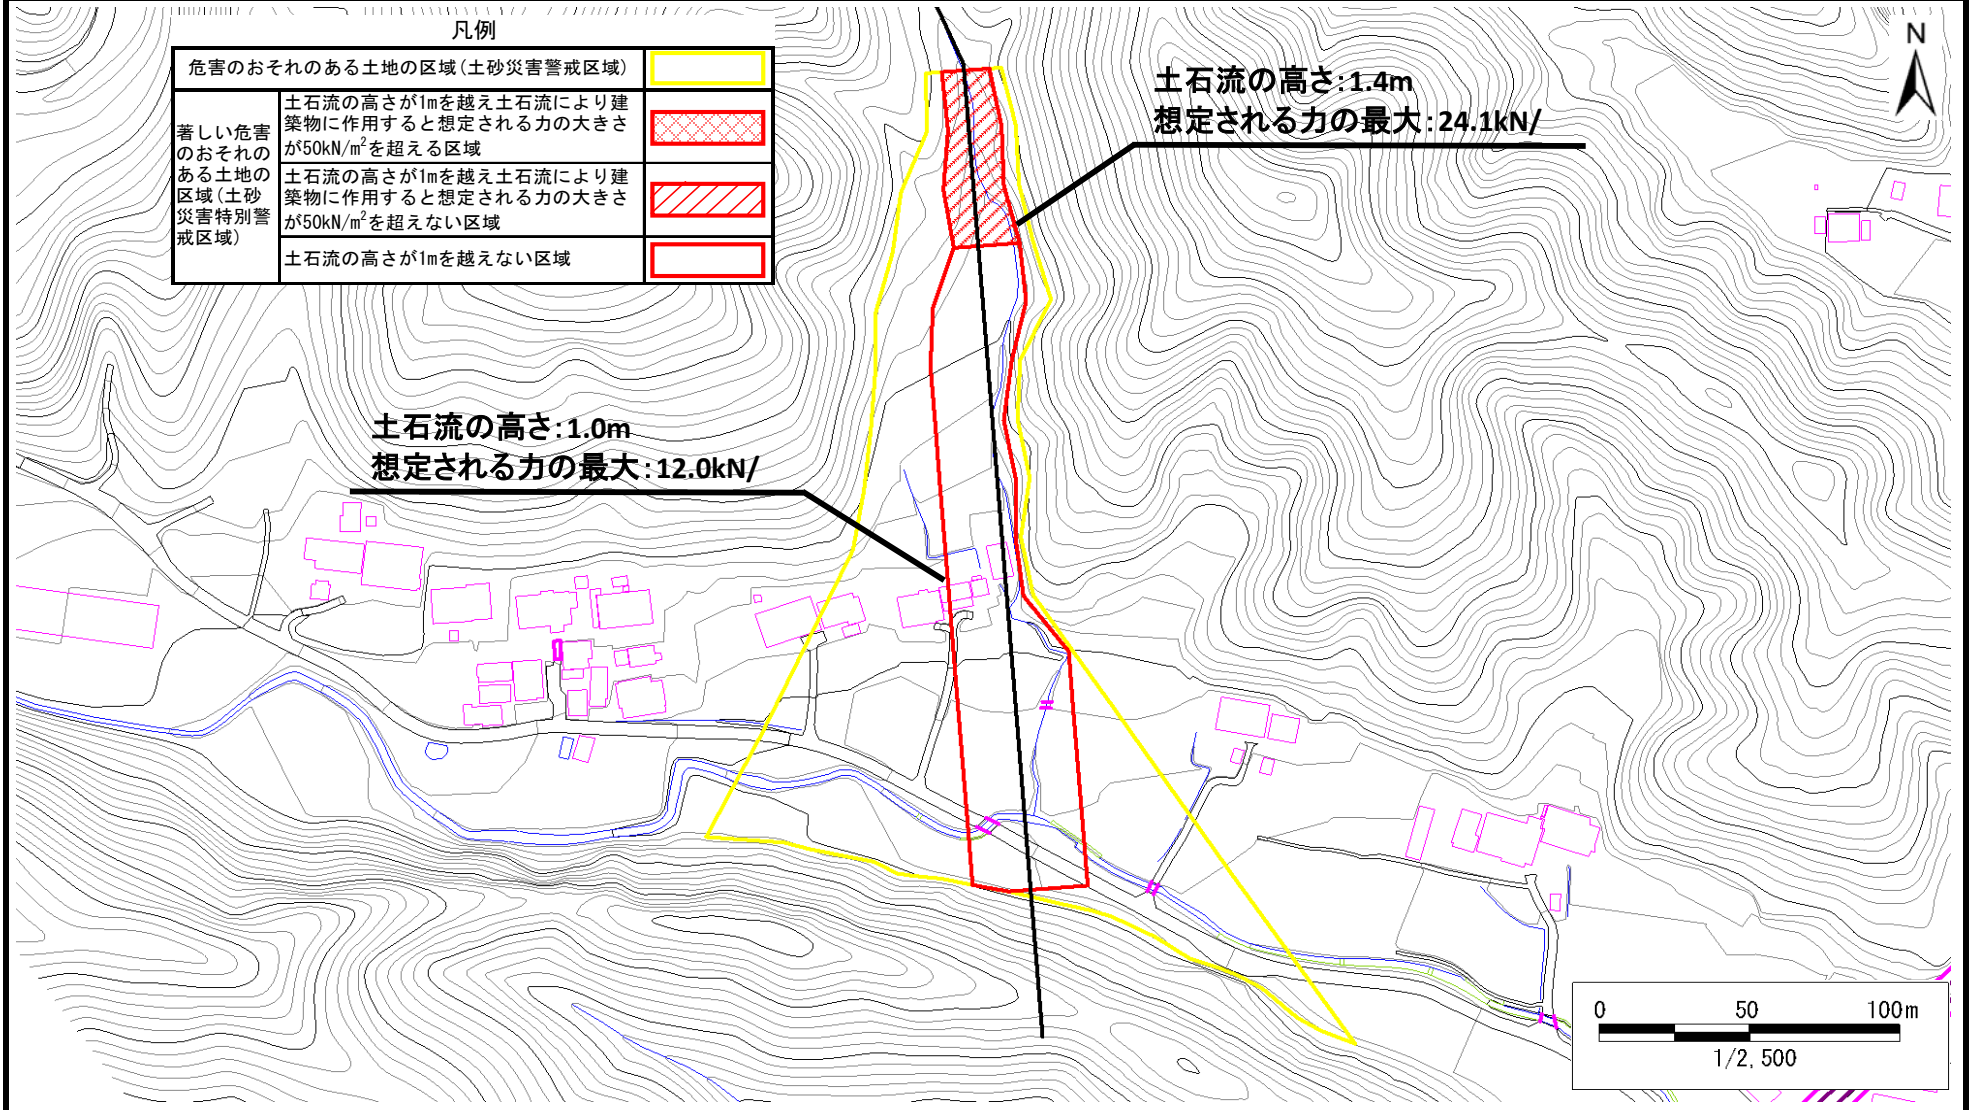 凡例
危害のおそれのある土地の区域(土砂災害警戒区域)
著しい危害
のおそれの
ある土地の
区域(土砂
災害特別警
戒区域)
土石流の高さが1mを越え土石流により建
築物に作用すると想定される力の大きさ
が50kN/m²を超える区域
土石流の高さが1mを越え土石流により建
築物に作用すると想定される力の大きさ
が50kN/m²を超えない区域
土石流の高さが1mを越えない区域
土石流の高さ:1.4m
想定される力の最大:24.1kN/
N
土石流の高さ:1.0m
想定される力の最大:12.0kN/
0 50 100m
1/2,500